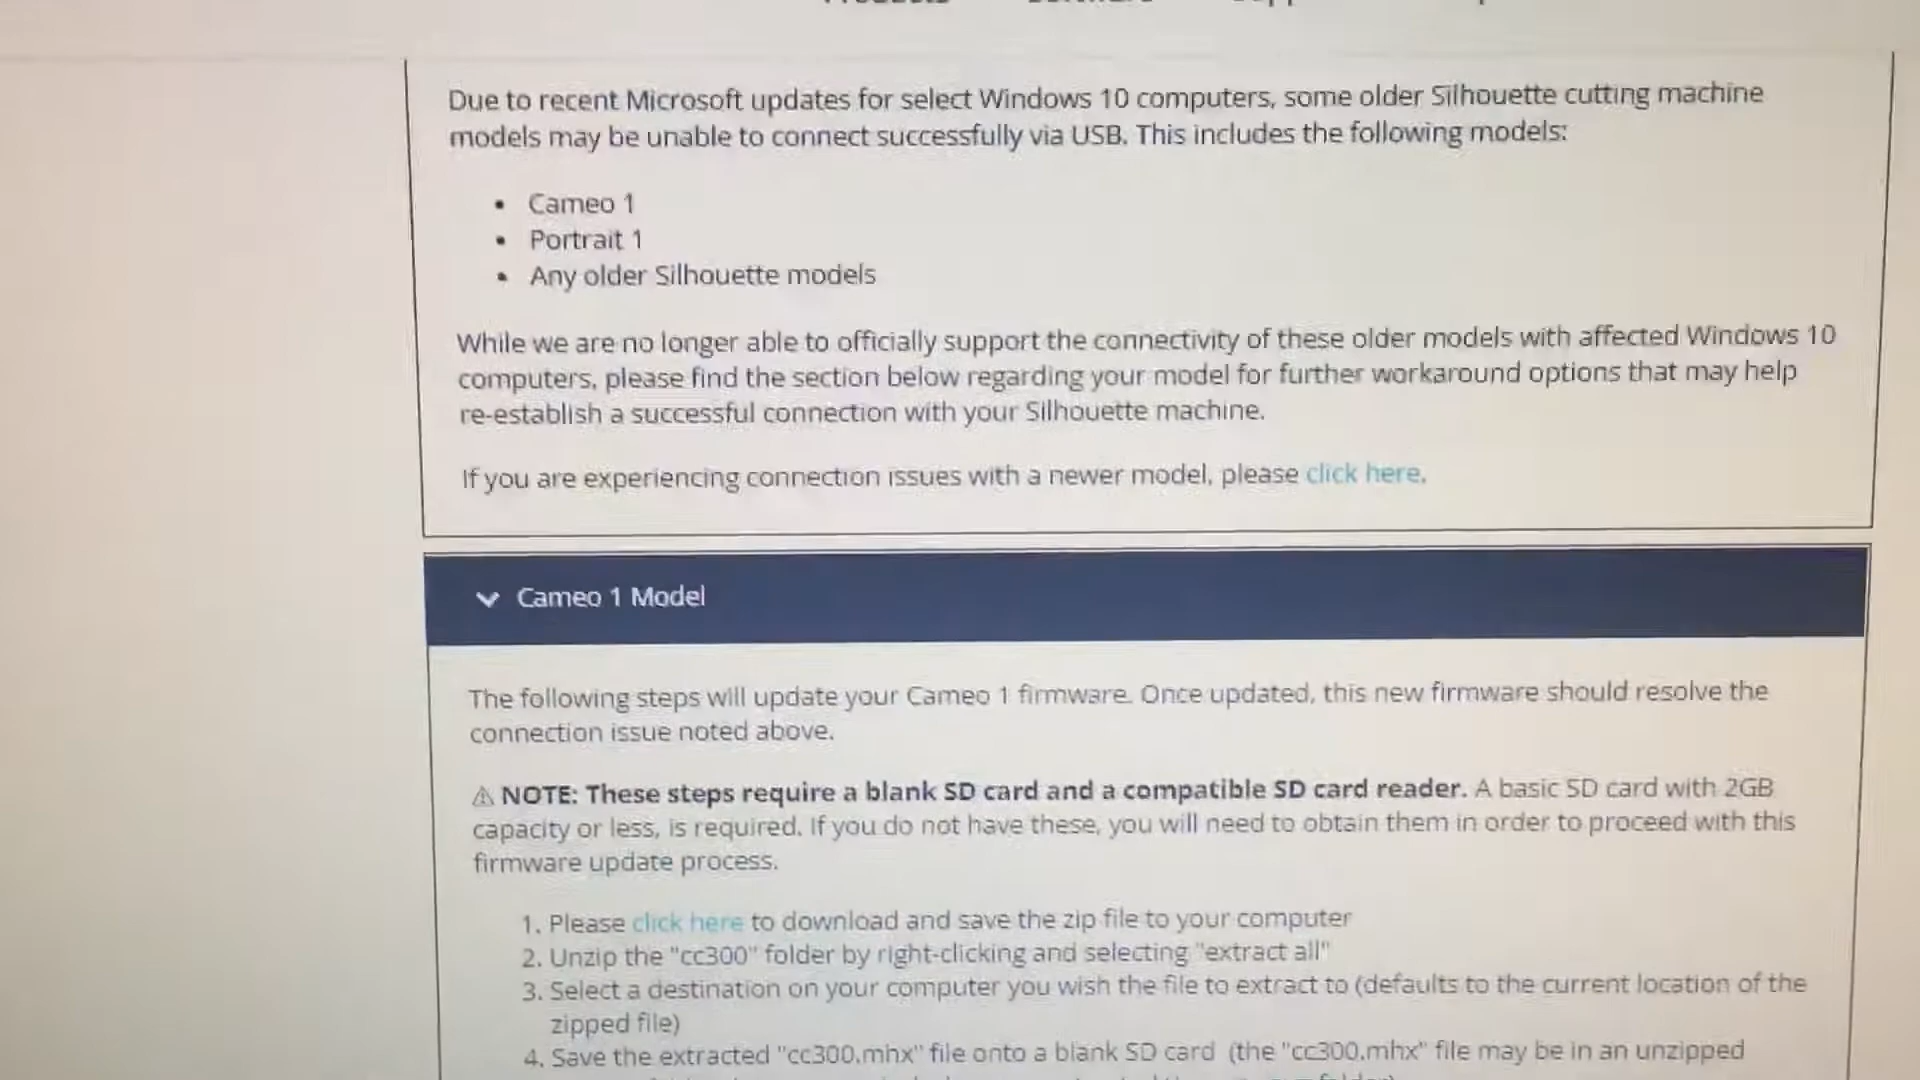 Due to recent Microsoft updates for select Windows 10 computers, some older Silhouette cutting machine
models may be unable to connect successfully via USB. This includes the following models:
• Cameo 1
• Portrait 1
• Any older Silhouette models
While we are no longer able to officially support the connectivity of these older models with affected Windows 10
computers, please find the section below regarding your model for further workaround options that may help
re-establish a successful connection with your Silhouette machine.
If you are experiencing connection issues with a newer model, please click here.
Cameo 1 Model
The following steps will update your Cameo 1 firmware. Once updated, this new firmware should resolve the
connection issue noted above.
⚠ NOTE: These steps require a blank SD card and a compatible SD card reader. A basic SD card with 2GB
capacity or less, is required. If you do not have these, you will need to obtain them in order to proceed with this
firmware update process.
1. Please click here to download and save the zip file to your computer
2. Unzip the "cc300" folder by right-clicking and selecting "extract all"
3. Select a destination on your computer you wish the file to extract to (defaults to the current location of the
zipped file)
4. Save the extracted "cc300.mhx" file onto a blank SD card (the "cc300.mhx" file may be in an unzipped